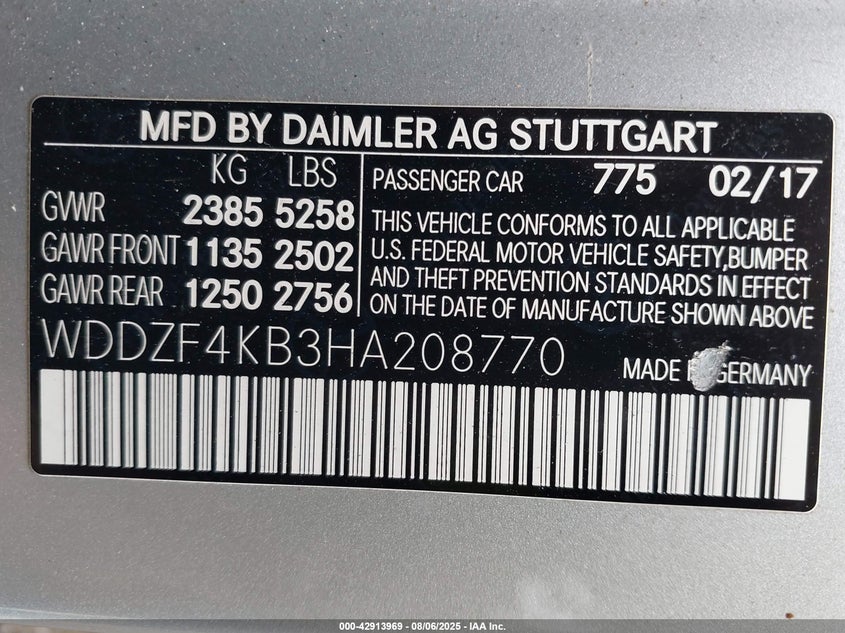 MFD BY DAIMLER AG STUTTGART
KG LBS
GVWR 2385 5258
GAWR FRONT 1135 2502
GAWR REAR 1250 2756
PASSENGER CAR 775 02/17
THIS VEHICLE CONFORMS TO ALL APPLICABLE
U.S. FEDERAL MOTOR VEHICLE SAFETY,BUMPER
AND THEFT PREVENTION STANDARDS IN EFFECT
ON THE DATE OF MANUFACTURE SHOWN ABOVE
WDDZF4KB3HA208770
MADE GERMANY
000-42913969 - 08/06/2025 - IAA Inc.